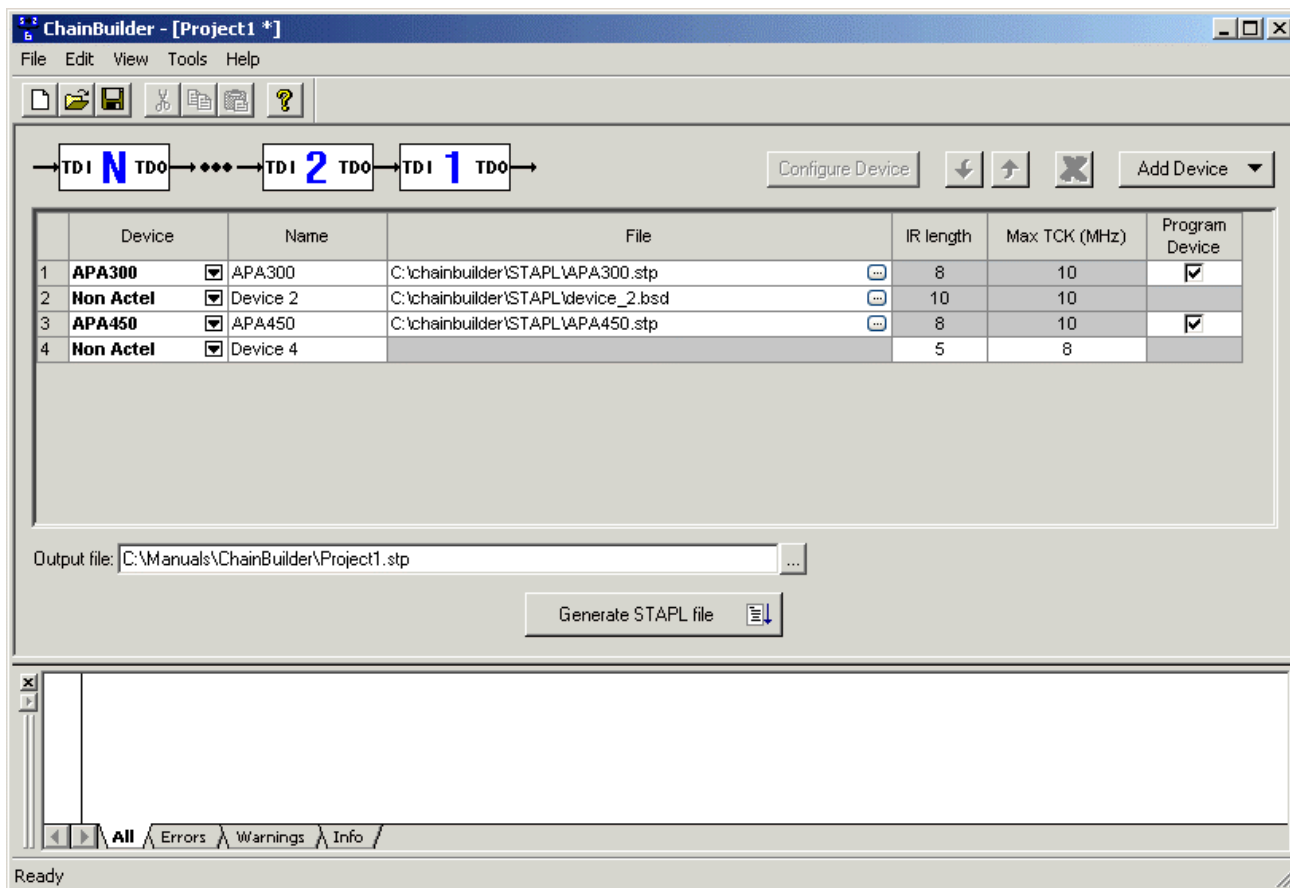 ChainBuilder - [Project1 *]
File Edit View Tools Help
TDI N TDO ••• TDI 2 TDO TDI 1 TDO
Configure Device Add Device
Device Name File IR length Max TCK (MHz) Program Device
1 APA300 APA300 C:\chainbuilder\STAPL\APA300.stp ... 8 10
2 Non Actel Device 2 C:\chainbuilder\STAPL\device_2.bsd ... 10 10
3 APA450 APA450 C:\chainbuilder\STAPL\APA450.stp ... 8 10
4 Non Actel Device 4 5 8
Output file: C:\Manuals\ChainBuilder\Project1.stp ...
Generate STAPL file
All Errors Warnings Info
Ready